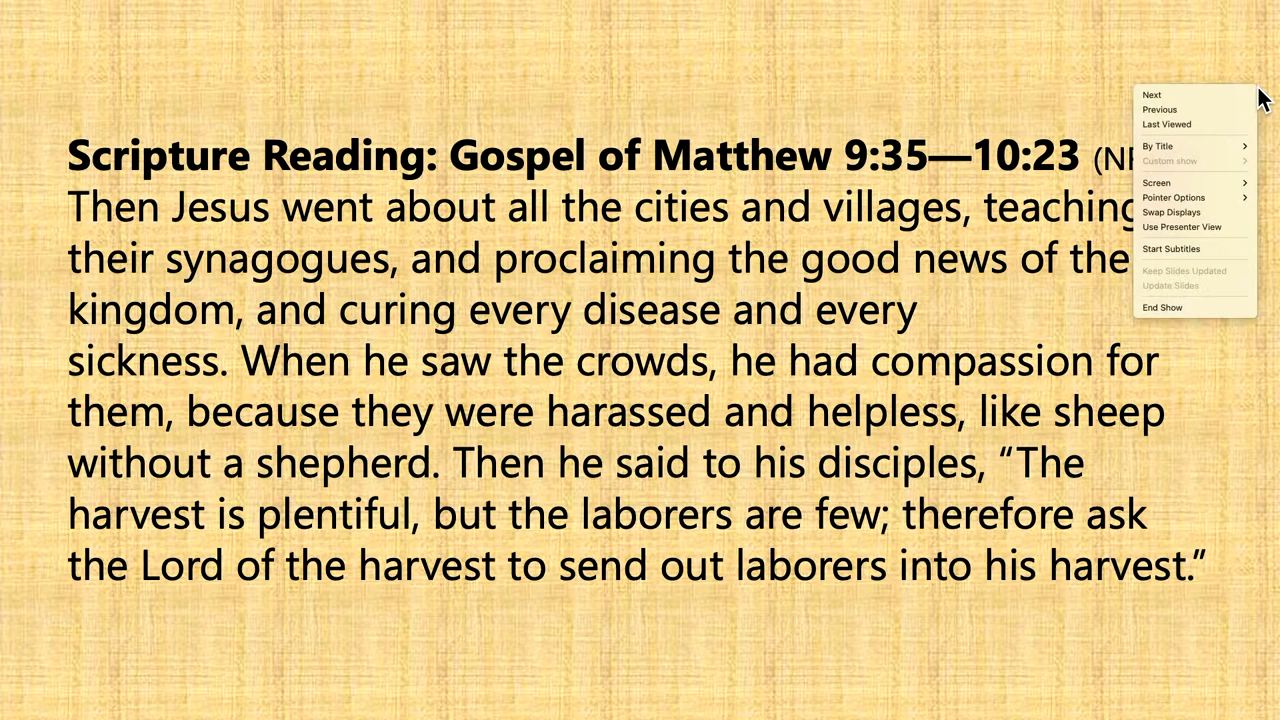 Scripture Reading: Gospel of Matthew 9:35—10:23
Then Jesus went about all the cities and villages, teaching
their synagogues, and proclaiming the good news of the
kingdom, and curing every disease and every
sickness. When he saw the crowds, he had compassion for
them, because they were harassed and helpless, like sheep
without a shepherd. Then he said to his disciples, “The
harvest is plentiful, but the laborers are few; therefore ask
the Lord of the harvest to send out laborers into his harvest.”
Next
Previous
Last Viewed
By Title
Custom show
Screen
Pointer Options
Swap Displays
Use Presenter View
Start Subtitles
Keep Slides Updated
Update Slides
End Show